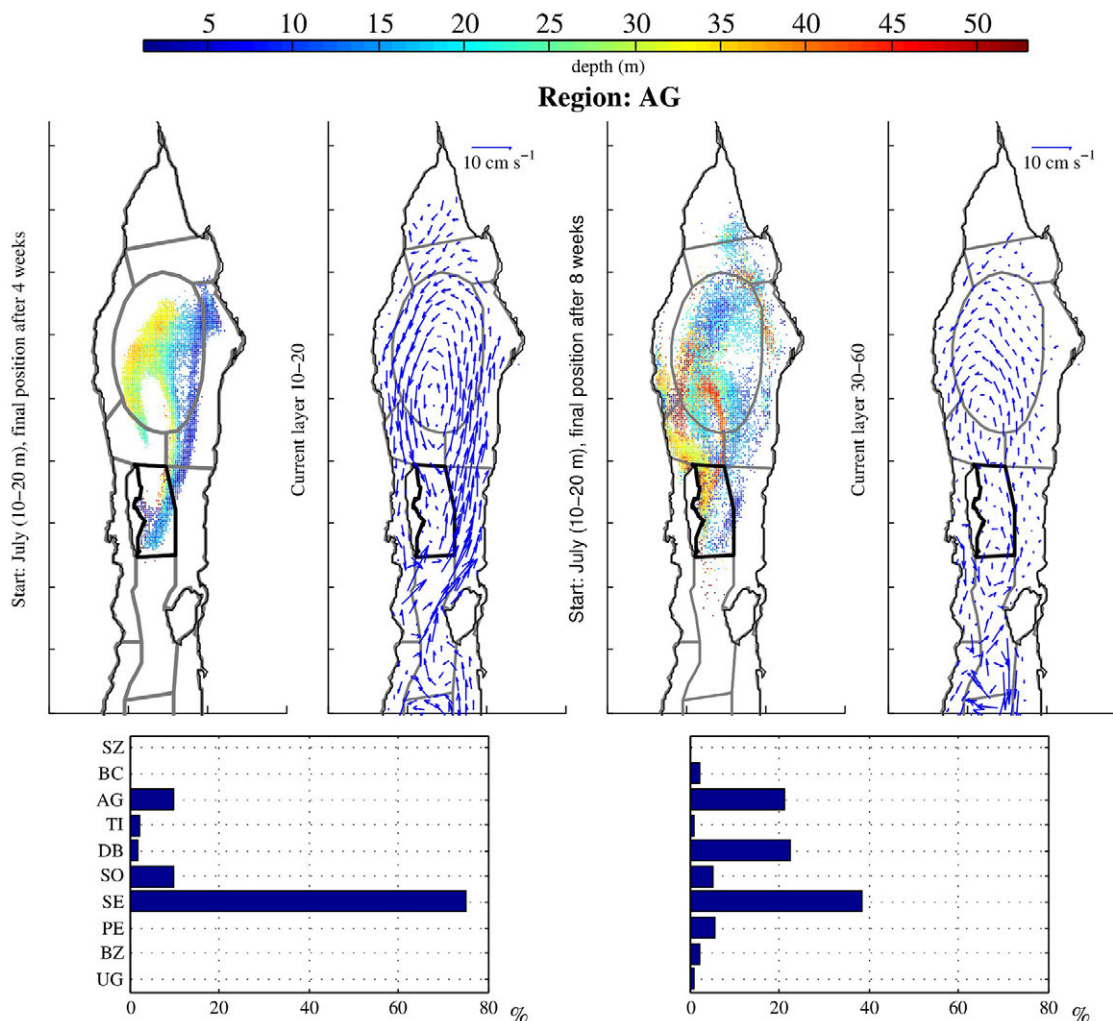 5 10 15 20 25 30 35 40 45 50
depth (m)
Region: AG
Start: July (10−20 m), final position after 4 weeks
Current layer 10−20
10 cm s⁻¹
Start: July (10−20 m), final position after 8 weeks
Current layer 30−60
10 cm s⁻¹
SZ
BC
AG
TI
DB
SO
SE
PE
BZ
UG
0 20 40 60 80 %
0 20 40 60 80 %